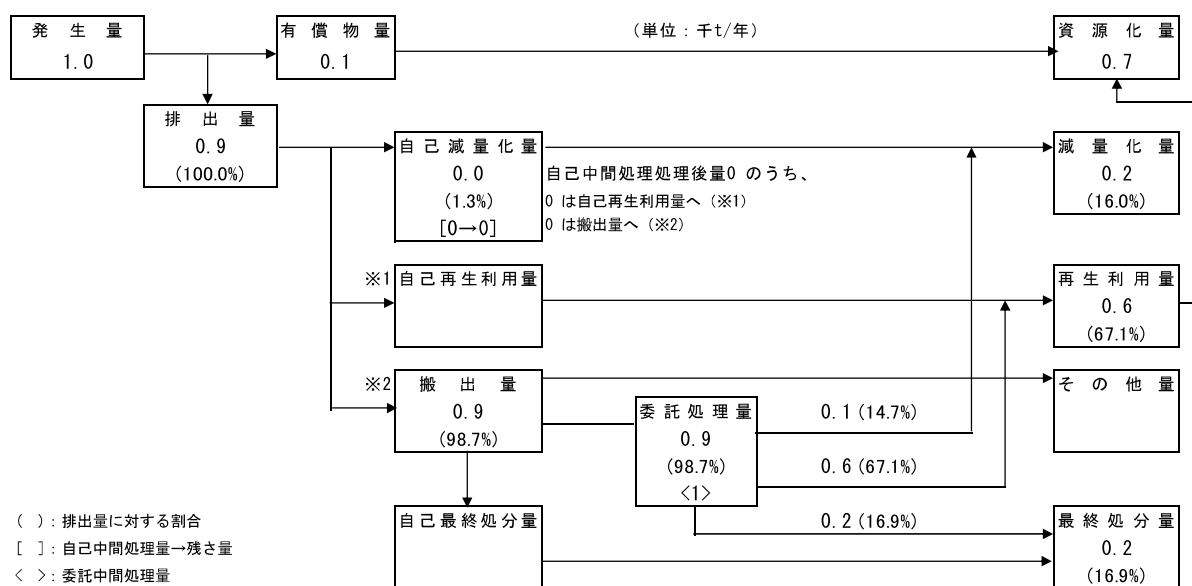 発生量
1.0
有償物量
0.1
(単位：千t/年)
資源化量
0.7
排出量
0.9
(100.0%)
自己減量化量
0.0
(1.3%)
[0→0]
自己中間処理処理後量0 のうち、
0 は自己再生利用量へ（※1）
0 は搬出量へ（※2）
減量化量
0.2
(16.0%)
※1
自己再生利用量
再生利用量
0.6
(67.1%)
※2
搬出量
0.9
(98.7%)
委託処理量
0.9
(98.7%)
<1>
0.1 (14.7%)
0.6 (67.1%)
0.2 (16.9%)
その他量
自己最終処分量
最終処分量
0.2
(16.9%)
( )：排出量に対する割合
[ ]：自己中間処理量→残さ量
< >：委託中間処理量